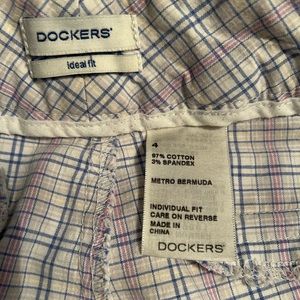 DOCKERS®
ideal fit
4
97% COTTON
3% SPANDEX
METRO BERMUDA
INDIVIDUAL FIT
CARE ON REVERSE
MADE IN
CHINA
DOCKERS®